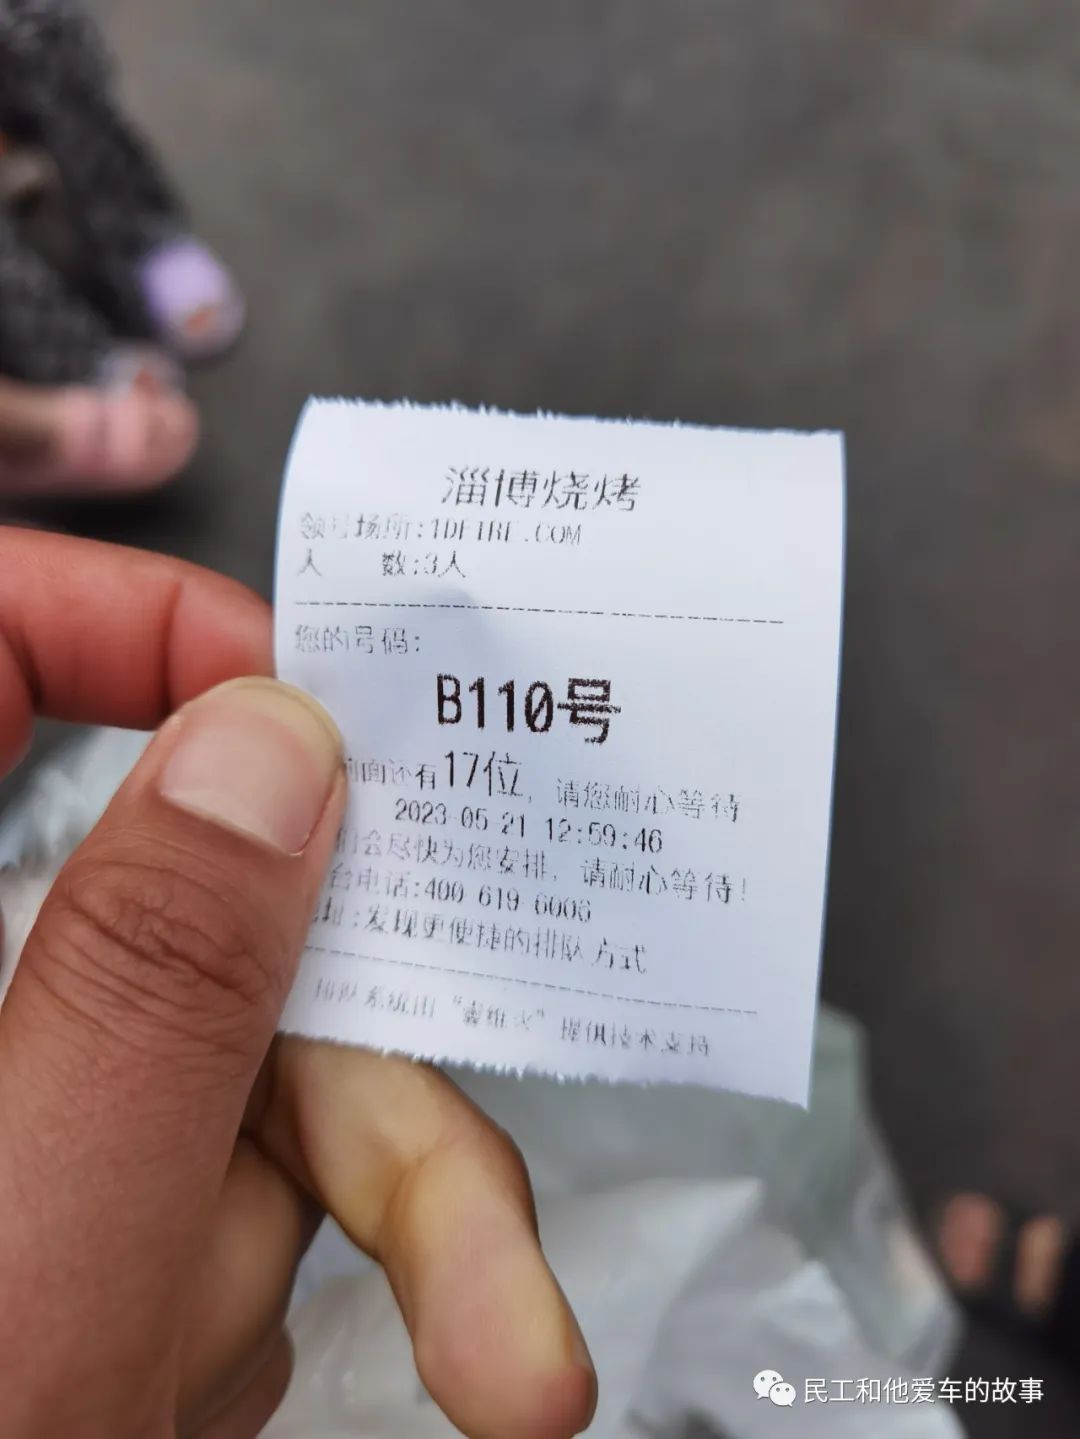 淄博烧烤
领号场所:1DFIRE.COM
人 数:3人
您的号码:
B110号
前面还有17位，请您耐心等待
2023-05-21 12:59:46
们会尽快为您安排，请耐心等待！
台电话:400-619-6006
址:发现更便捷的排队方式
排队系统由“ 维火”提供技术支持
民工和他爱车的故事